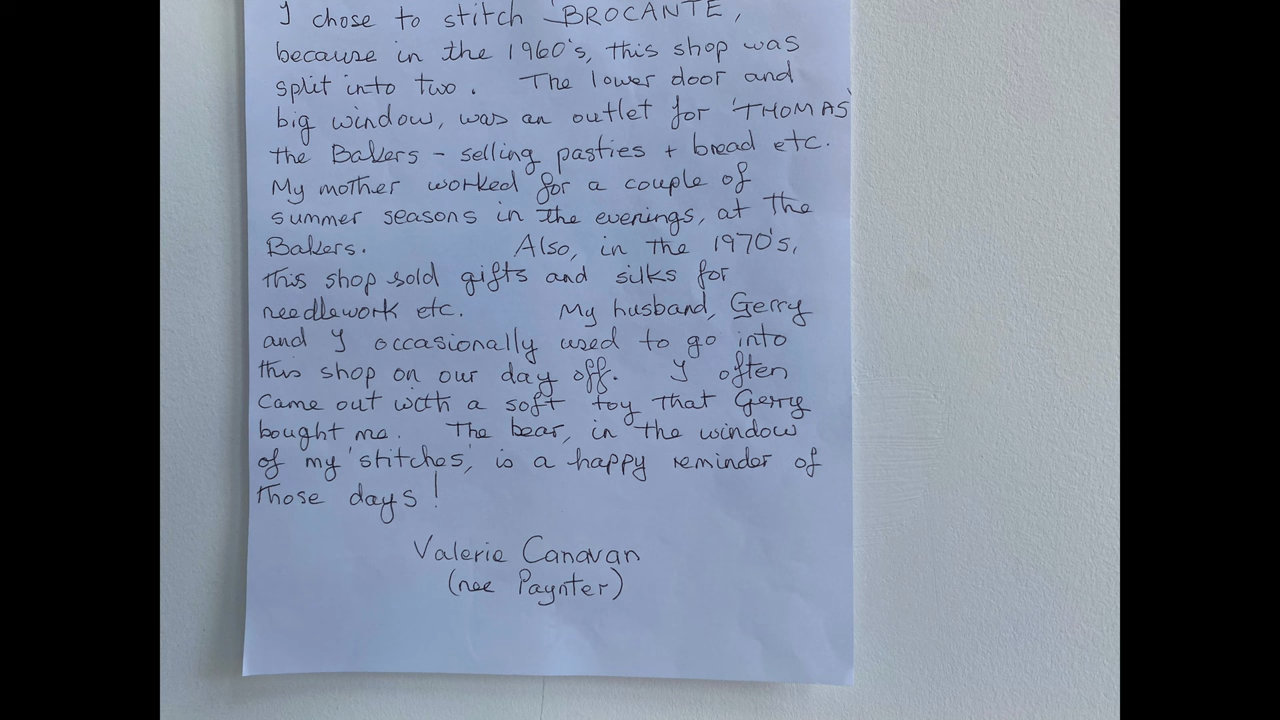 I chose to stitch 'BROCANTE',
because in the 1960's, this shop was
split into two. The lower door and
big window, was an outlet for 'THOMAS'
the Bakers - selling pasties + bread etc.
My mother worked for a couple of
summer seasons in the evenings, at the
Bakers. Also, in the 1970's,
this shop sold gifts and silks for
needlework etc. My husband, Gerry
and I occasionally used to go into
this shop on our day off. I often
came out with a soft toy that Gerry
bought me. The bear, in the window
of my 'stitches', is a happy reminder of
those days!
Valerie Canavan
(nee Paynter)